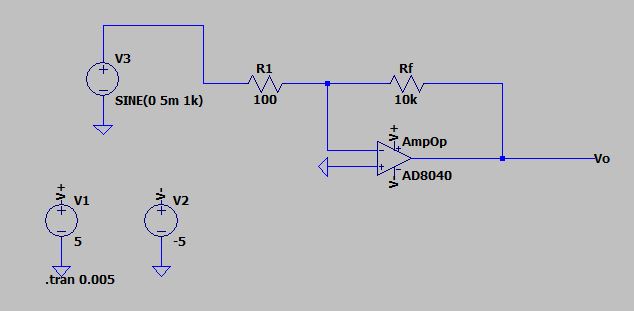 V3
SINE(0 5m 1k)
R1
100
Rf
10k
V+
AmpOp
AD8040
V-
Vo
V+
V1
5
V-
V2
-5
.tran 0.005